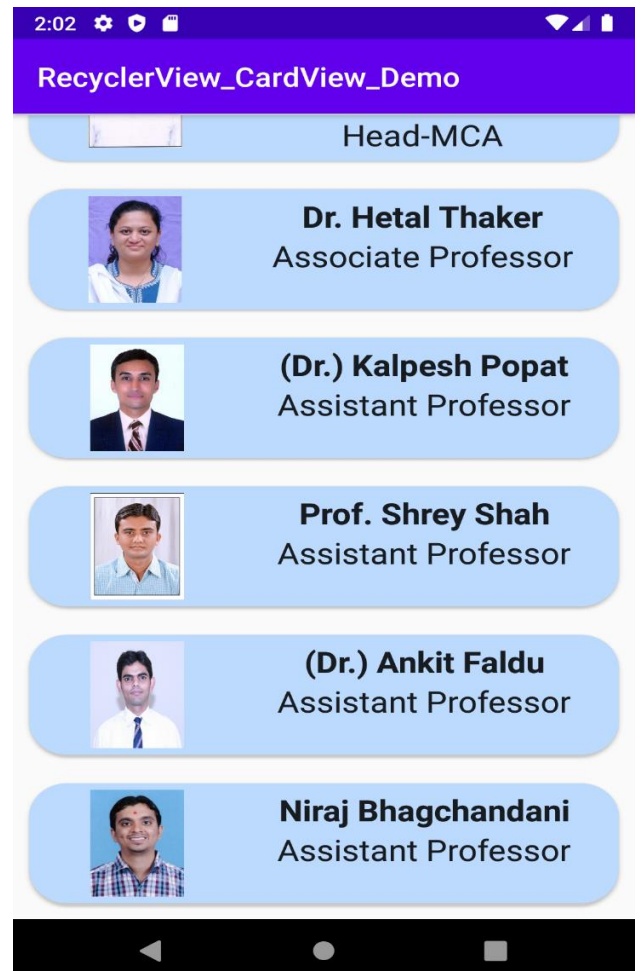 2:02
RecyclerView_CardView_Demo
Head-MCA
Dr. Hetal Thaker
Associate Professor
(Dr.) Kalpesh Popat
Assistant Professor
Prof. Shrey Shah
Assistant Professor
(Dr.) Ankit Faldu
Assistant Professor
Niraj Bhagchandani
Assistant Professor